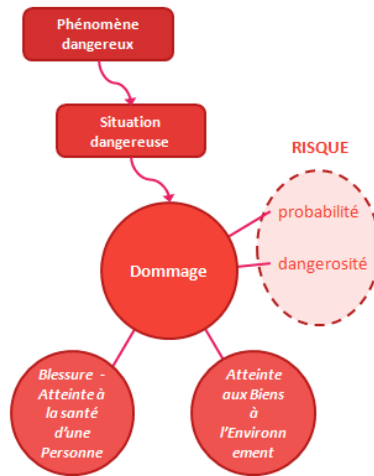 Phénomène
dangereux
Situation
dangereuse
RISQUE
probabilité
Dommage
dangerosité
Blessure -
Atteinte à
la santé
d'une
Personne
Atteinte
aux Biens
à
l'Environn
ement